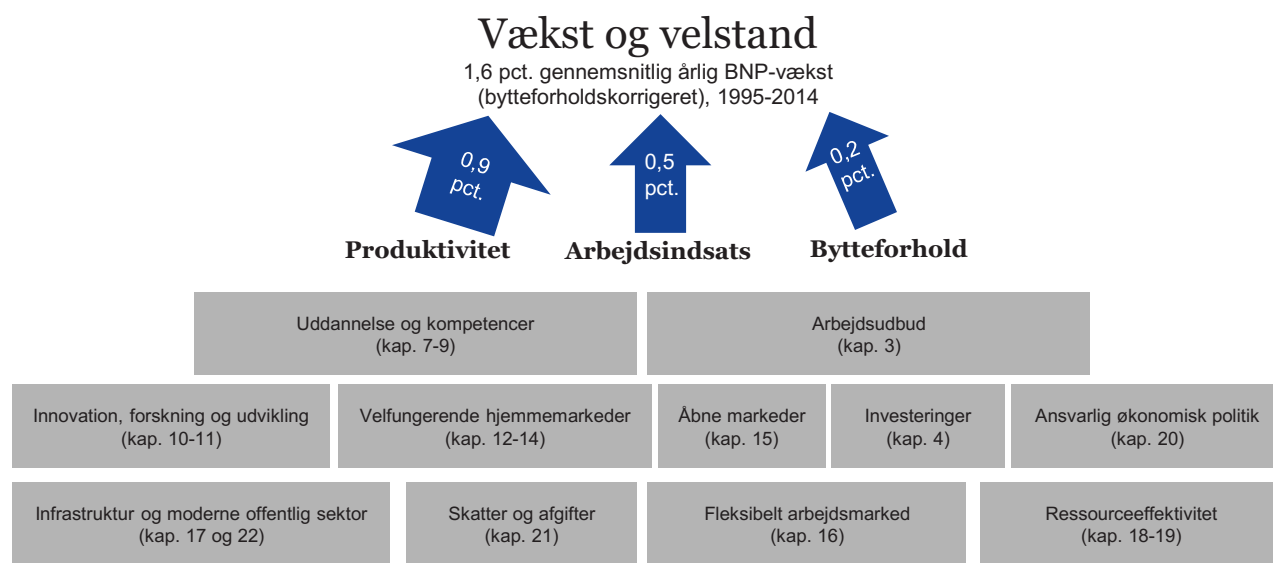 Vækst og velstand
1,6 pct. gennemsnitlig årlig BNP-vækst
(bytteforholdskorrigeret), 1995-2014
0,9
pct.
0,5
pct.
0,2
pct.
Produktivitet
Arbejdsindsats
Bytteforhold
Uddannelse og kompetencer
(kap. 7-9)
Arbejdsudbud
(kap. 3)
Innovation, forskning og udvikling
(kap. 10-11)
Velfungerende hjemmemarkeder
(kap. 12-14)
Åbne markeder
(kap. 15)
Investeringer
(kap. 4)
Ansvarlig økonomisk politik
(kap. 20)
Infrastruktur og moderne offentlig sektor
(kap. 17 og 22)
Skatter og afgifter
(kap. 21)
Fleksibelt arbejdsmarked
(kap. 16)
Ressourceeffektivitet
(kap. 18-19)